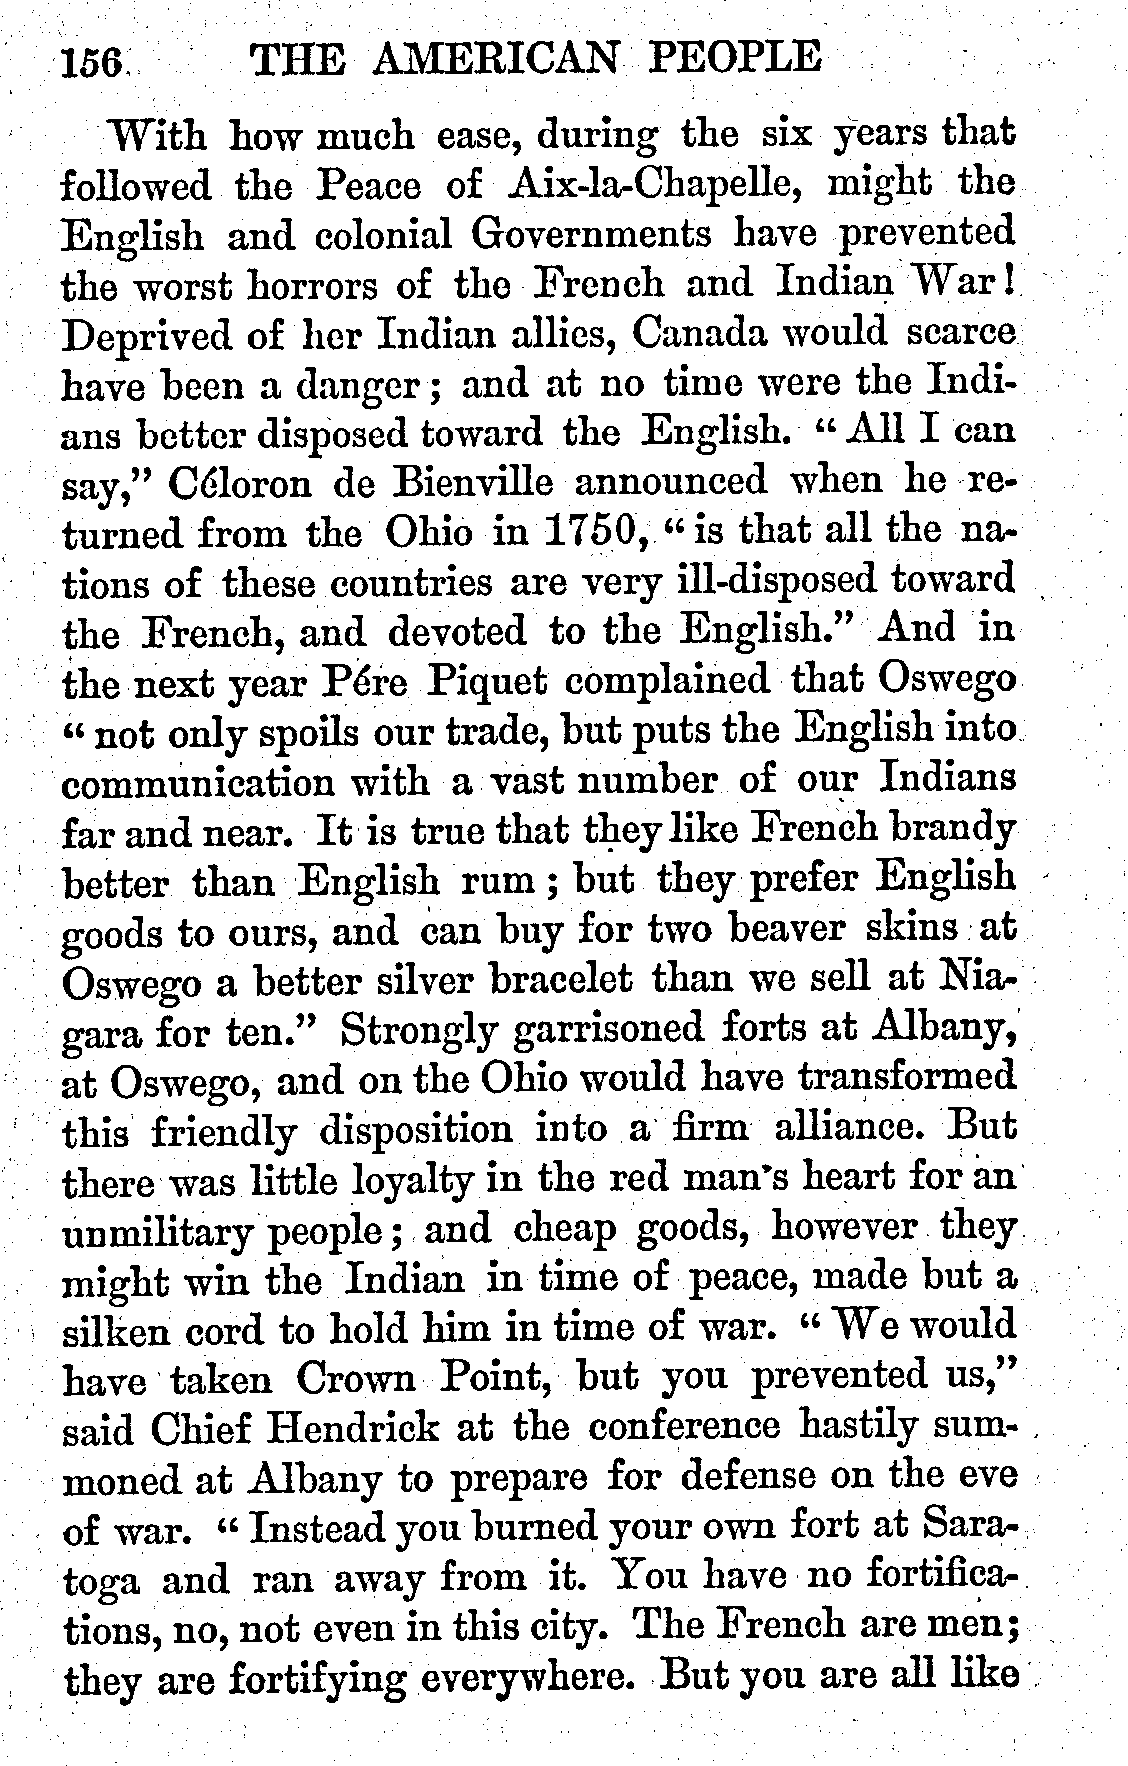 156 THE AMERICAN PEOPLE
With how much ease, during the six years that
followed the Peace of Aix-la-Chapelle, might the
English and colonial Governments have prevented
the worst horrors of the French and Indian War!
Deprived of her Indian allies, Canada would scarce
have been a danger; and at no time were the Indi-
ans better disposed toward the English. “All I can
say,” Céloron de Bienville announced when he re-
turned from the Ohio in 1750, “is that all the na-
tions of these countries are very ill-disposed toward
the French, and devoted to the English.” And in
the next year Pére Piquet complained that Oswego
“not only spoils our trade, but puts the English into
communication with a vast number of our Indians
far and near. It is true that they like French brandy
better than English rum; but they prefer English
goods to ours, and can buy for two beaver skins at
Oswego a better silver bracelet than we sell at Nia-
gara for ten.” Strongly garrisoned forts at Albany,
at Oswego, and on the Ohio would have transformed
this friendly disposition into a firm alliance. But
there was little loyalty in the red man's heart for an
unmilitary people; and cheap goods, however they
might win the Indian in time of peace, made but a
silken cord to hold him in time of war. “We would
have taken Crown Point, but you prevented us,”
said Chief Hendrick at the conference hastily sum-
moned at Albany to prepare for defense on the eve
of war. “Instead you burned your own fort at Sara-
toga and ran away from it. You have no fortifica-
tions, no, not even in this city. The French are men;
they are fortifying everywhere. But you are all like